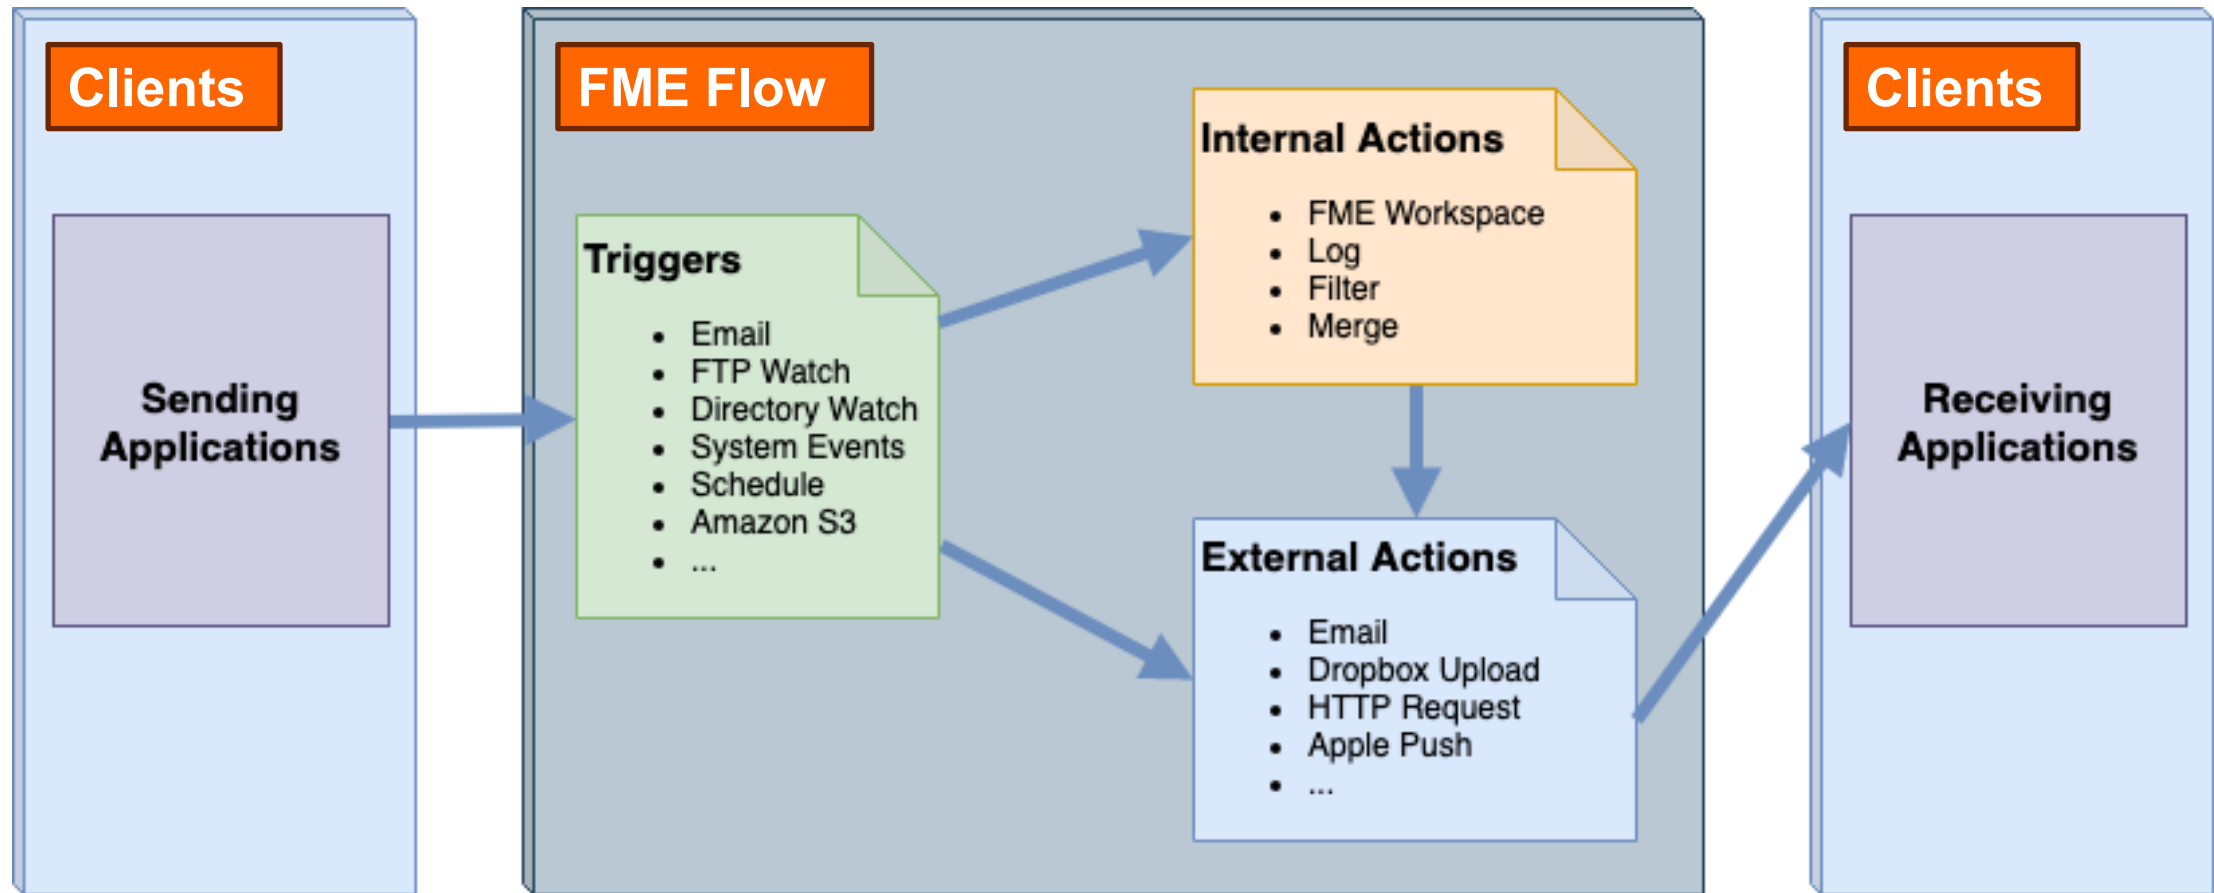 Clients
Sending
Applications
FME Flow
Triggers
• Email
• FTP Watch
• Directory Watch
• System Events
• Schedule
• Amazon S3
• ...
Internal Actions
• FME Workspace
• Log
• Filter
• Merge
External Actions
• Email
• Dropbox Upload
• HTTP Request
• Apple Push
• ...
Clients
Receiving
Applications